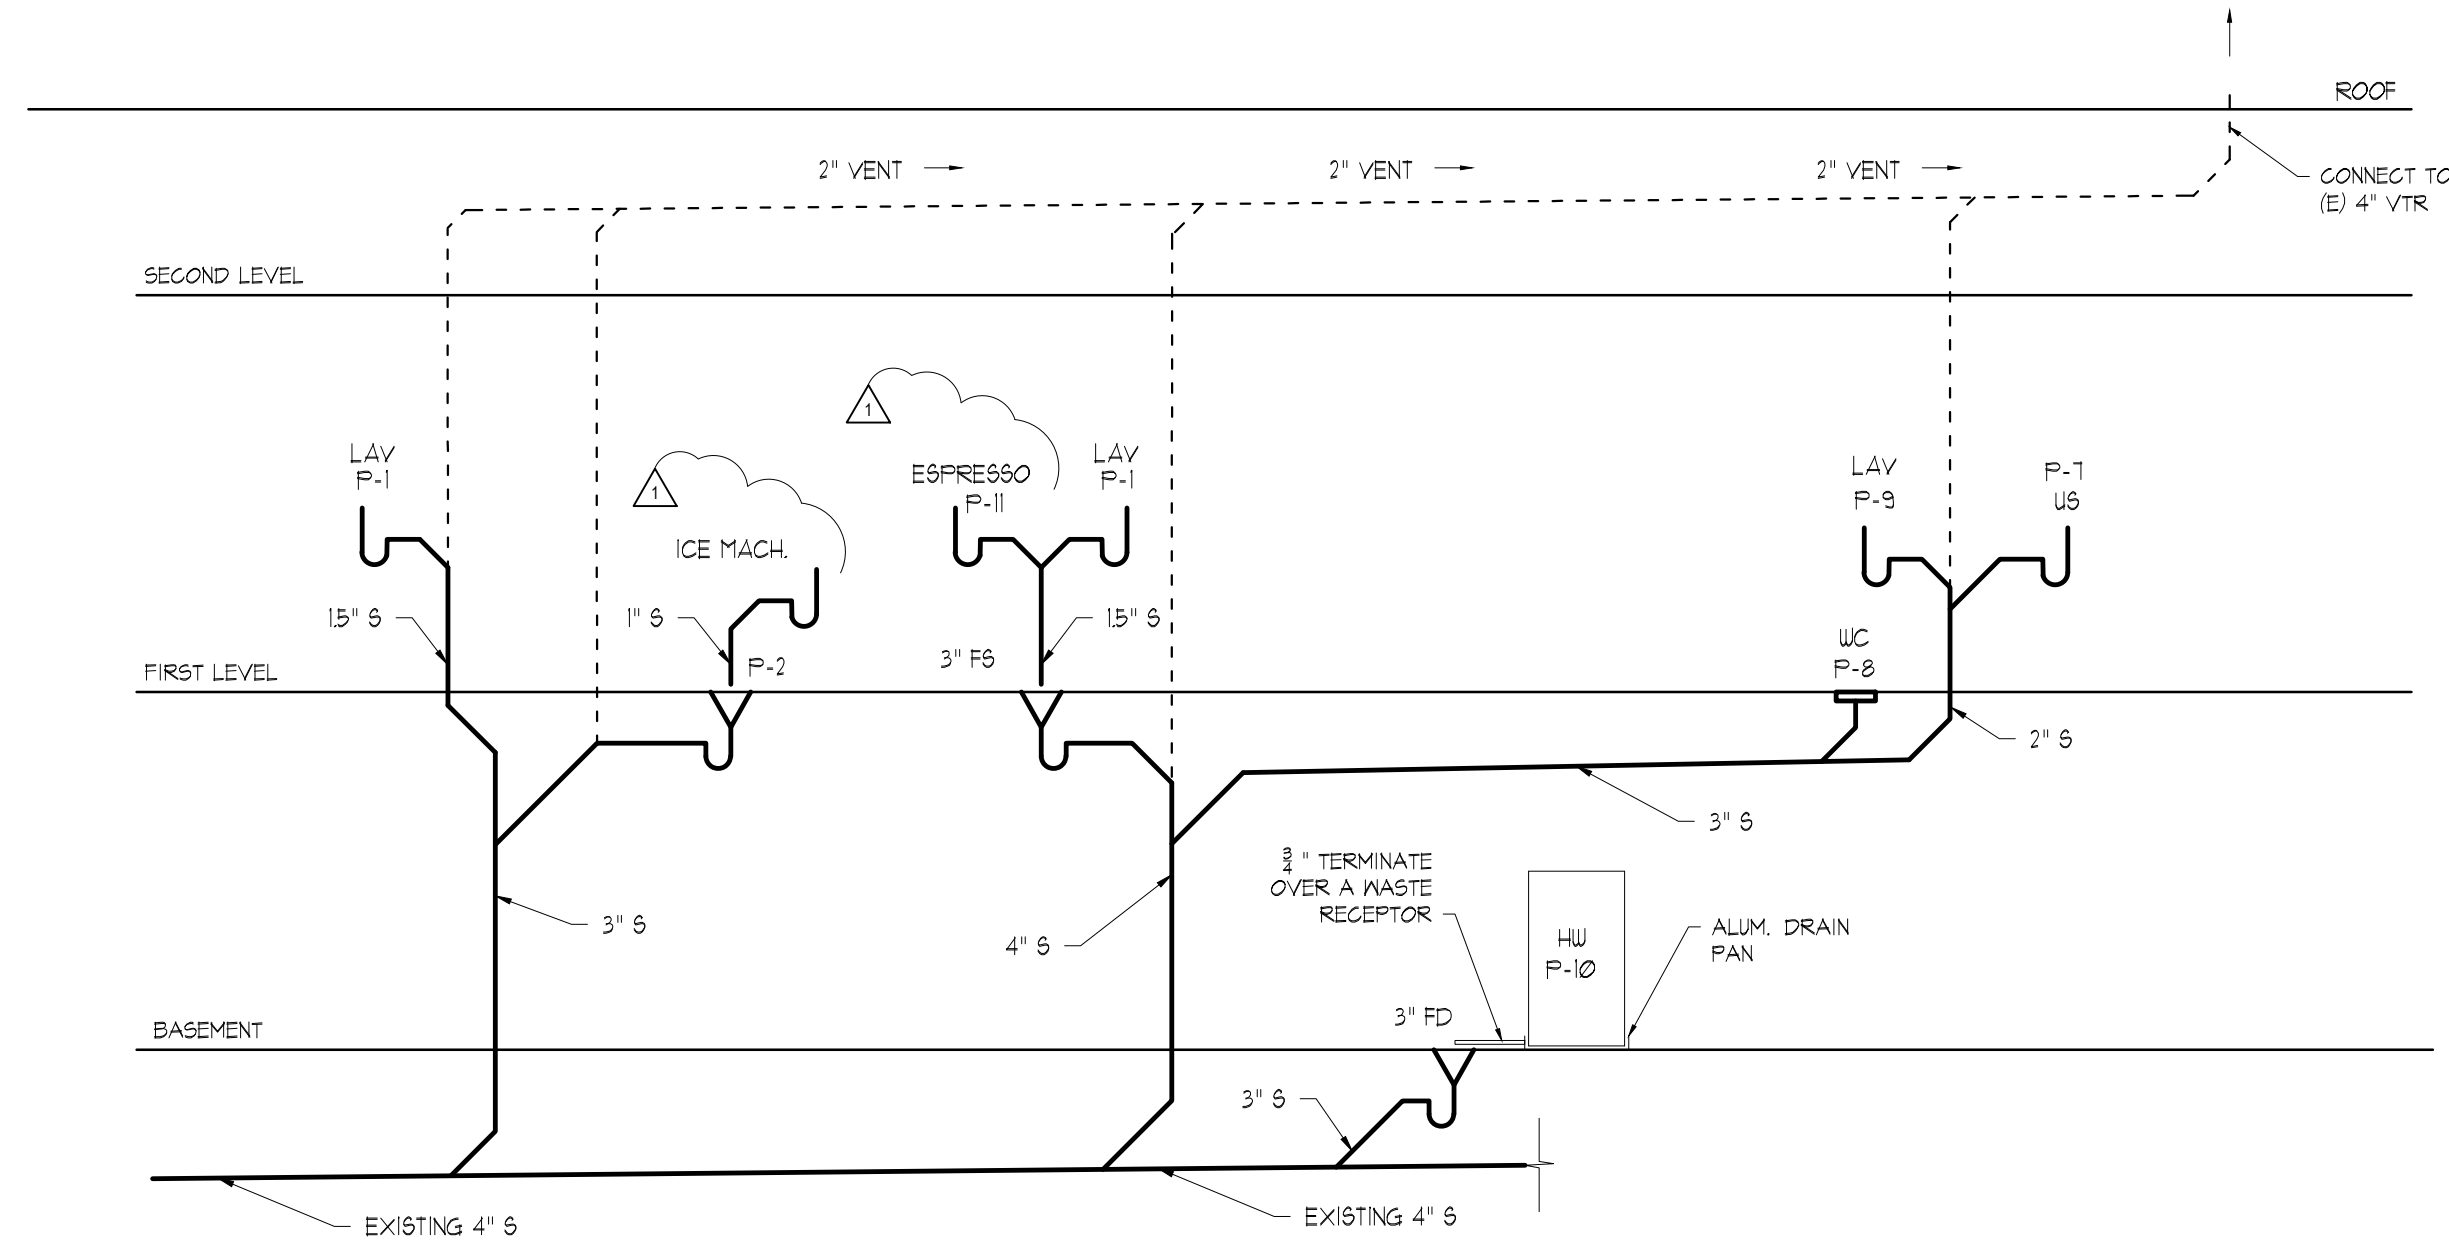 ROOF
2" VENT
2" VENT
2" VENT
CONNECT TO
(E) 4" VTR
SECOND LEVEL
1
1
LAV
P-1
ESPRESSO
P-11
LAV
P-1
LAV
P-9
P-7
US
ICE MACH.
1.5" S
1" S
1.5" S
P-2
3" FS
WC
P-8
FIRST LEVEL
2" S
3" S
3/4 " TERMINATE
OVER A WASTE
RECEPTOR
3" S
4" S
HW
P-10
ALUM. DRAIN
PAN
3" FD
BASEMENT
3" S
EXISTING 4" S
EXISTING 4" S